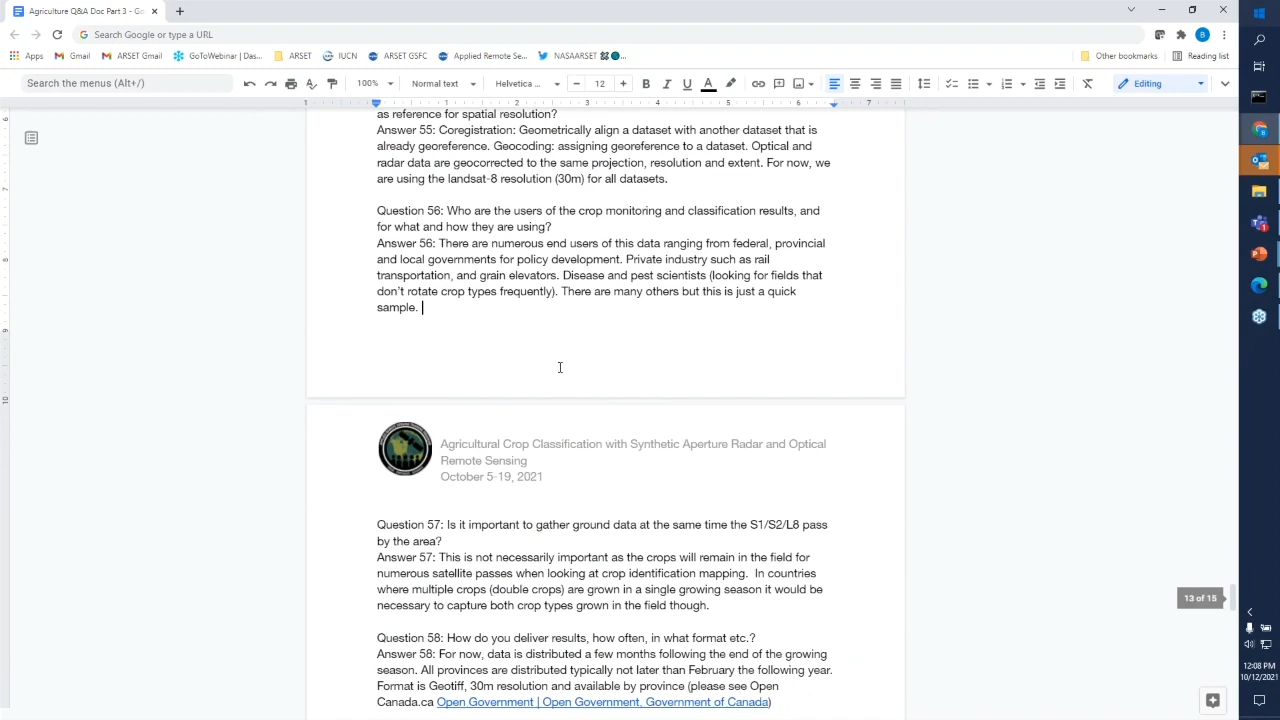 Agriculture Q&A Doc Part 3 - Go
Search Google or type a URL
Apps Gmail ARSET Gmail GoToWebinar | Das... ARSET IUCN ARSET GSFC Applied Remote Se... NASAARSET Other bookmarks Reading list
Search the menus (Alt+/) 100% Normal text Helvetica ... 12 Editing
as reference for spatial resolution?
Answer 55: Coregistration: Geometrically align a dataset with another dataset that is
already georeference. Geocoding: assigning georeference to a dataset. Optical and
radar data are geocorrected to the same projection, resolution and extent. For now, we
are using the landsat-8 resolution (30m) for all datasets.
Question 56: Who are the users of the crop monitoring and classification results, and
for what and how they are using?
Answer 56: There are numerous end users of this data ranging from federal, provincial
and local governments for policy development. Private industry such as rail
transportation, and grain elevators. Disease and pest scientists (looking for fields that
don't rotate crop types frequently). There are many others but this is just a quick
sample.
Agricultural Crop Classification with Synthetic Aperture Radar and Optical
Remote Sensing
October 5-19, 2021
Question 57: Is it important to gather ground data at the same time the S1/S2/L8 pass
by the area?
Answer 57: This is not necessarily important as the crops will remain in the field for
numerous satellite passes when looking at crop identification mapping. In countries
where multiple crops (double crops) are grown in a single growing season it would be
necessary to capture both crop types grown in the field though.
13 of 15
Question 58: How do you deliver results, how often, in what format etc.?
Answer 58: For now, data is distributed a few months following the end of the growing
season. All provinces are distributed typically not later than February the following year.
Format is Geotiff, 30m resolution and available by province (please see Open
Canada.ca Open Government | Open Government, Government of Canada)
12:08 PM
10/12/2021